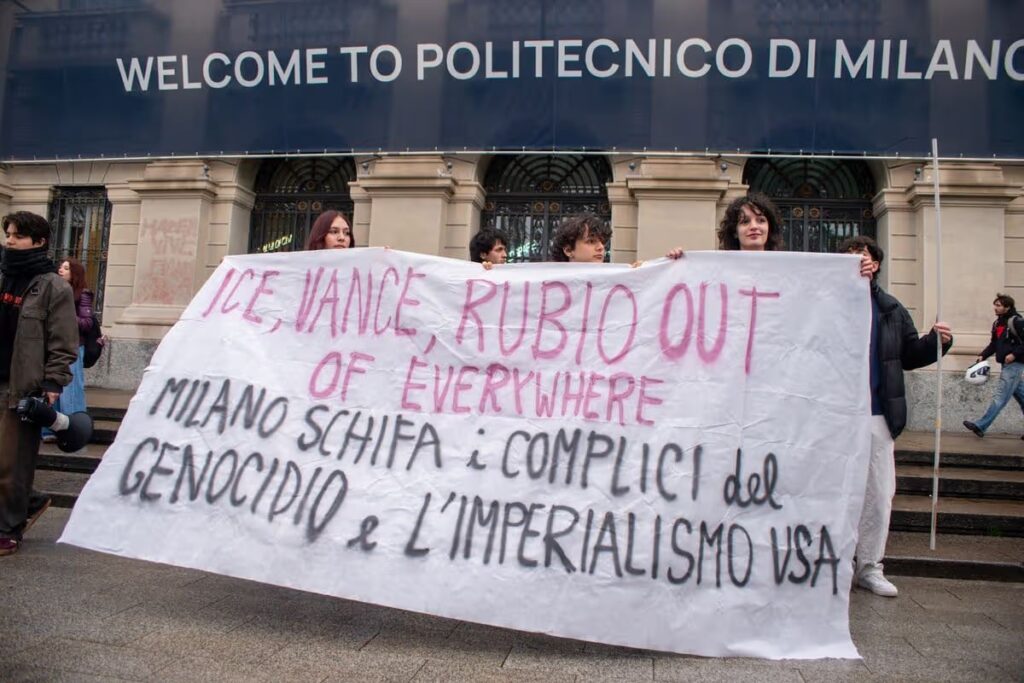 WELCOME TO POLITECNICO DI MILANO
ICE, VANCE, RUBIO OUT
OF EVERYWHERE
MILANO SCHIFA i COMPLICI del
GENOCIDIO e L'IMPERIALISMO USA